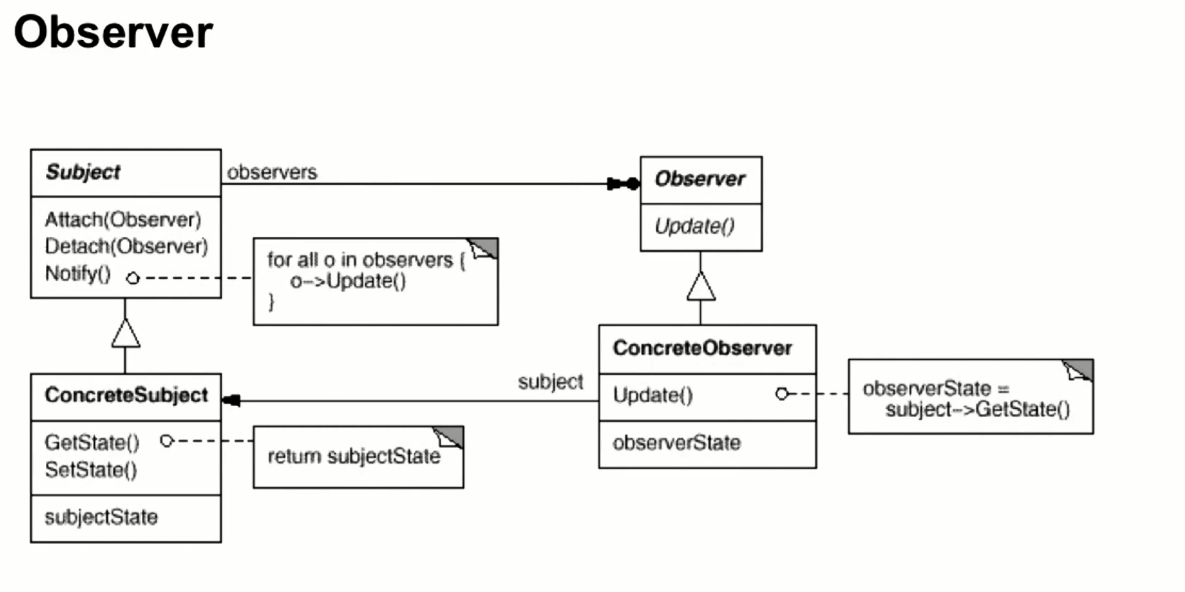 Observer
Subject
Attach(Observer)
Detach(Observer)
Notify()
observers
for all o in observers {
o->Update()
}
Observer
Update()
ConcreteSubject
GetState()
SetState()
subjectState
return subjectState
subject
ConcreteObserver
Update()
observerState
observerState =
subject->GetState()